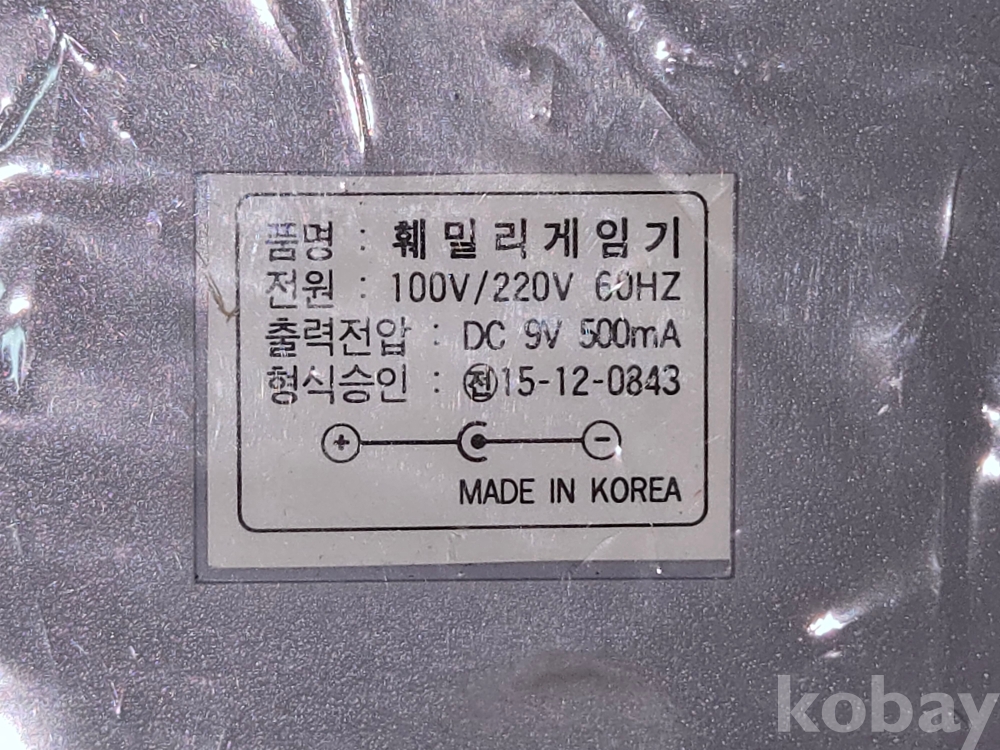 품명 : 훼밀리게임기
전원 : 100V/220V 60HZ
출력전압 : DC 9V 500mA
형식승인 : ㉾15-12-0843
+ -
MADE IN KOREA
kobay